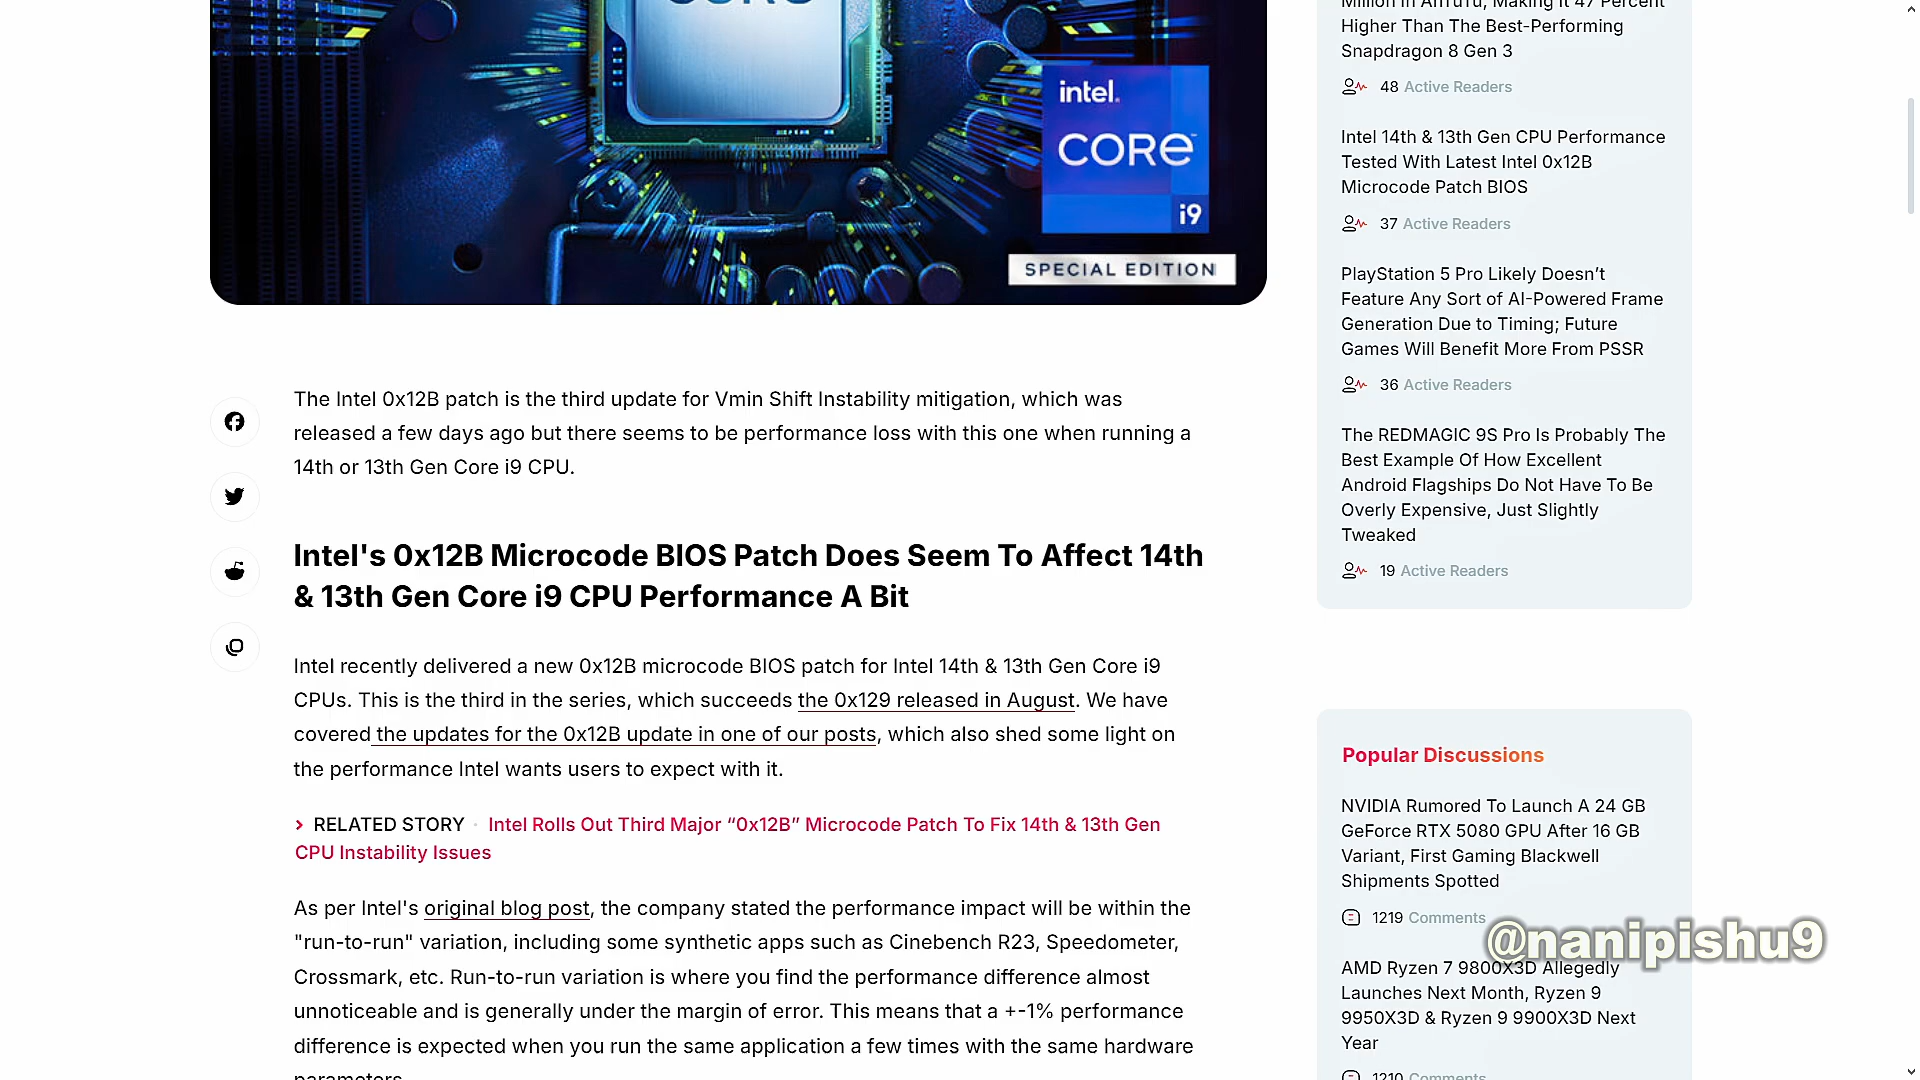 intel.
CORE
i9
SPECIAL EDITION
The Intel 0x12B patch is the third update for Vmin Shift Instability mitigation, which was
released a few days ago but there seems to be performance loss with this one when running a
14th or 13th Gen Core i9 CPU.
Intel's 0x12B Microcode BIOS Patch Does Seem To Affect 14th
& 13th Gen Core i9 CPU Performance A Bit
Intel recently delivered a new 0x12B microcode BIOS patch for Intel 14th & 13th Gen Core i9
CPUs. This is the third in the series, which succeeds the 0x129 released in August. We have
covered the updates for the 0x12B update in one of our posts, which also shed some light on
the performance Intel wants users to expect with it.
RELATED STORY Intel Rolls Out Third Major “0x12B” Microcode Patch To Fix 14th & 13th Gen
CPU Instability Issues
As per Intel's original blog post, the company stated the performance impact will be within the
"run-to-run" variation, including some synthetic apps such as Cinebench R23, Speedometer,
Crossmark, etc. Run-to-run variation is where you find the performance difference almost
unnoticeable and is generally under the margin of error. This means that a +-1% performance
difference is expected when you run the same application a few times with the same hardware
parameters.
Million In AnTuTu, Making It 47 Percent
Higher Than The Best-Performing
Snapdragon 8 Gen 3
48 Active Readers
Intel 14th & 13th Gen CPU Performance
Tested With Latest Intel 0x12B
Microcode Patch BIOS
37 Active Readers
PlayStation 5 Pro Likely Doesn’t
Feature Any Sort of AI-Powered Frame
Generation Due to Timing; Future
Games Will Benefit More From PSSR
36 Active Readers
The REDMAGIC 9S Pro Is Probably The
Best Example Of How Excellent
Android Flagships Do Not Have To Be
Overly Expensive, Just Slightly
Tweaked
19 Active Readers
Popular Discussions
NVIDIA Rumored To Launch A 24 GB
GeForce RTX 5080 GPU After 16 GB
Variant, First Gaming Blackwell
Shipments Spotted
1219 Comments
@nanipishu9
AMD Ryzen 7 9800X3D Allegedly
Launches Next Month, Ryzen 9
9950X3D & Ryzen 9 9900X3D Next
Year
1210 Comments